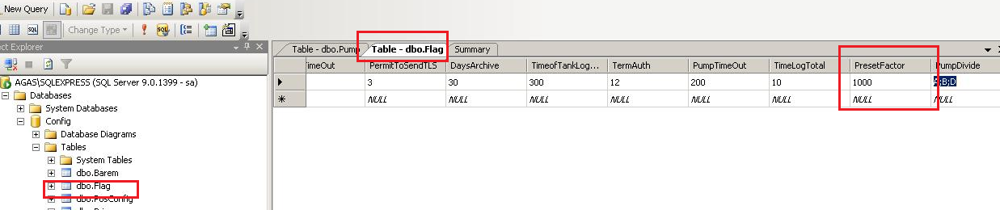 New Query
Change Type
ct Explorer
AGAS\SQLEXPRESS (SQL Server 9.0.1399 - sa)
Databases
System Databases
Config
Database Diagrams
Tables
System Tables
dbo.Barem
dbo.Flag
dbo.PosConfig
Table - dbo.Pump Table - dbo.Flag Summary
TimeOut PermitToSendTLS DaysArchive TimeofTankLog... TermAuth PumpTimeOut TimeLogTotal PresetFactor PumpDivide
3 30 300 12 200 10 1000 A;B;D
NULL NULL NULL NULL NULL NULL NULL NULL